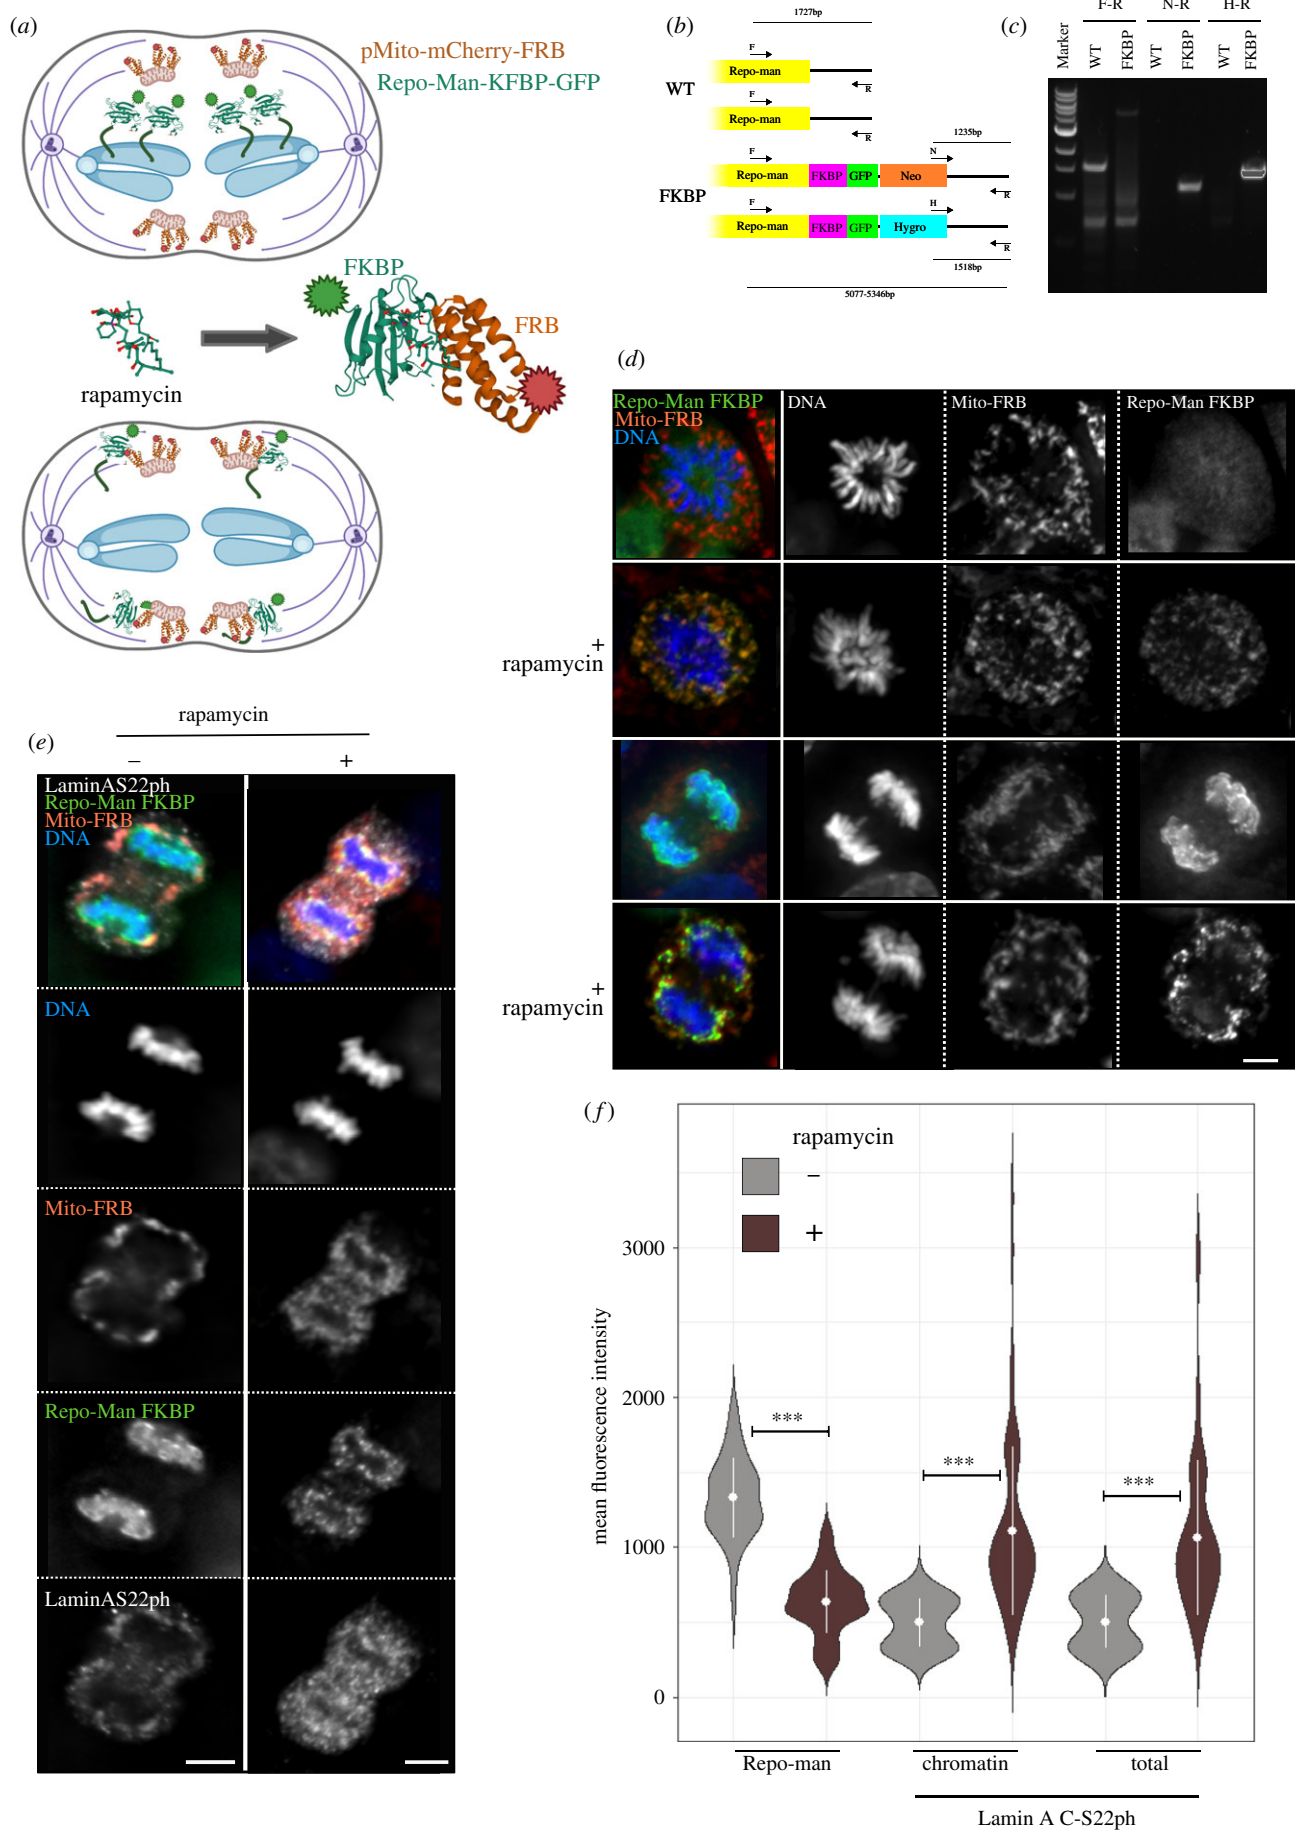 (a)
pMito-mCherry-FRB
Repo-Man-KFBP-GFP
rapamycin
FKBP
FRB
(b)
1727bp
WT
F
Repo-man
R
F
Repo-man
R
1235bp
FKBP
F
N
Repo-man
FKBP
GFP
Neo
R
F
H
Repo-man
FKBP
GFP
Hygro
R
1518bp
5077-5346bp
(c)
F-R
N-R
H-R
Marker
WT
FKBP
WT
FKBP
WT
FKBP
(d)
Repo-Man FKBP
Mito-FRB
DNA
DNA
Mito-FRB
Repo-Man FKBP
+
rapamycin
+
rapamycin
(e)
rapamycin
–
+
LaminAS22ph
Repo-Man FKBP
Mito-FRB
DNA
DNA
Mito-FRB
Repo-Man FKBP
LaminAS22ph
(f)
rapamycin
–
+
mean fluorescence intensity
3000
2000
1000
0
***
***
***
Repo-man
chromatin
total
Lamin A C-S22ph